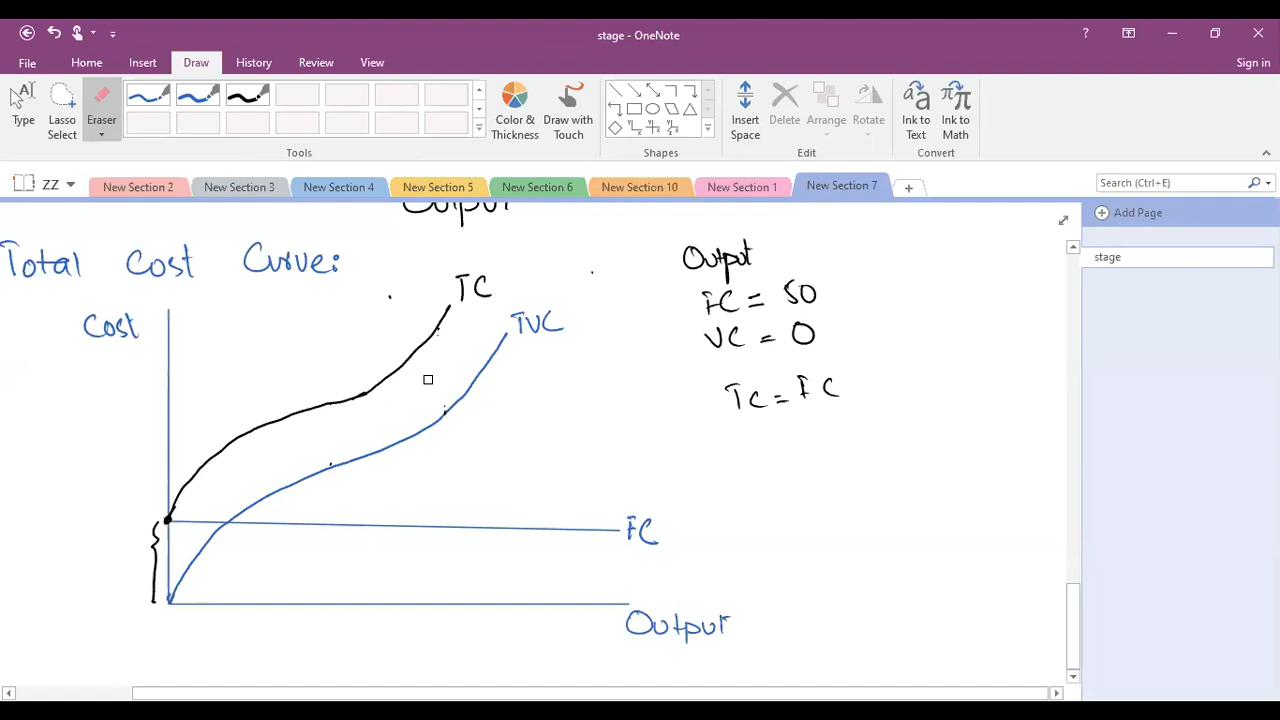 stage - OneNote
?
File Home Insert Draw History Review View Sign in
Type Lasso Select Eraser Color & Thickness Draw with Touch Insert Space Delete Arrange Rotate Ink to Text Ink to Math
Tools Shapes Edit Convert
ZZ New Section 2 New Section 3 New Section 4 New Section 5 New Section 6 New Section 10 New Section 1 New Section 7 Search (Ctrl+E)
Add Page
stage
Output
Total Cost Curve:
Cost
TC
TVC
FC
Output
Output
FC = 50
VC = 0
TC = FC